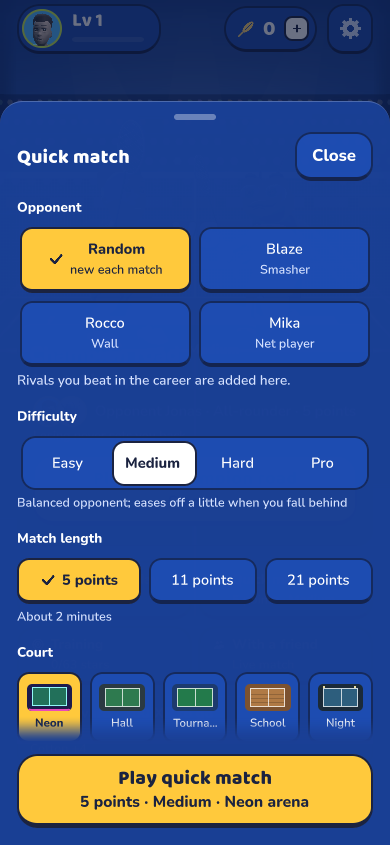 Lv 1
0
+
Quick match
Close
Opponent
Random
new each match
Blaze
Smasher
Rocco
Wall
Mika
Net player
Rivals you beat in the career are added here.
Difficulty
Easy
Medium
Hard
Pro
Balanced opponent; eases off a little when you fall behind
Match length
5 points
11 points
21 points
About 2 minutes
Court
Neon
Hall
Tourna...
School
Night
Play quick match
5 points · Medium · Neon arena